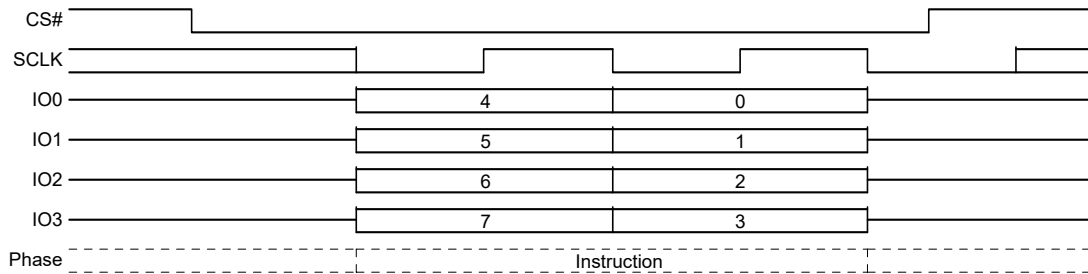 CS#
SCLK
IO0 4 0
IO1 5 1
IO2 6 2
IO3 7 3
Phase Instruction